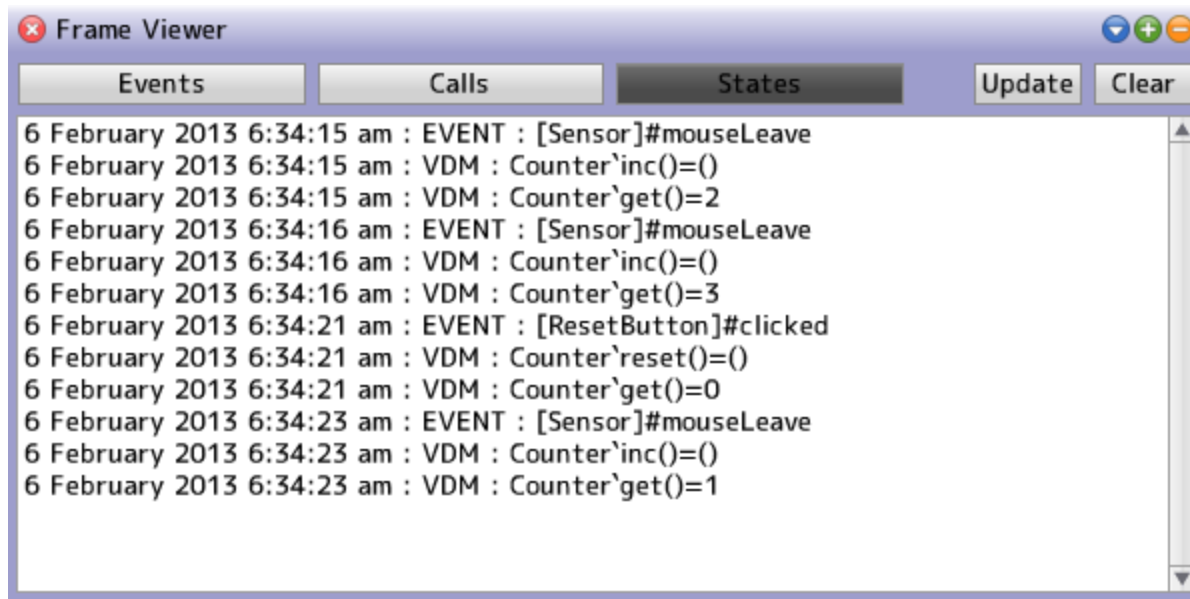 Frame Viewer
Events Calls States Update Clear
6 February 2013 6:34:15 am : EVENT : [Sensor]#mouseLeave
6 February 2013 6:34:15 am : VDM : Counter`inc()=()
6 February 2013 6:34:15 am : VDM : Counter`get()=2
6 February 2013 6:34:16 am : EVENT : [Sensor]#mouseLeave
6 February 2013 6:34:16 am : VDM : Counter`inc()=()
6 February 2013 6:34:16 am : VDM : Counter`get()=3
6 February 2013 6:34:21 am : EVENT : [ResetButton]#clicked
6 February 2013 6:34:21 am : VDM : Counter`reset()=()
6 February 2013 6:34:21 am : VDM : Counter`get()=0
6 February 2013 6:34:23 am : EVENT : [Sensor]#mouseLeave
6 February 2013 6:34:23 am : VDM : Counter`inc()=()
6 February 2013 6:34:23 am : VDM : Counter`get()=1